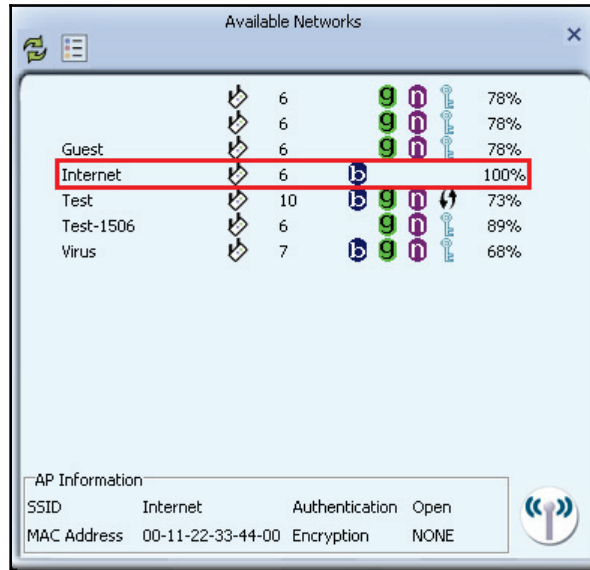 Available Networks
6 g n 78%
6 g n 78%
Guest 6 g n 78%
Internet 6 b 100%
Test 10 b g n 73%
Test-1506 6 g n 89%
Virus 7 b g n 68%
AP Information
SSID Internet Authentication Open
MAC Address 00-11-22-33-44-00 Encryption NONE